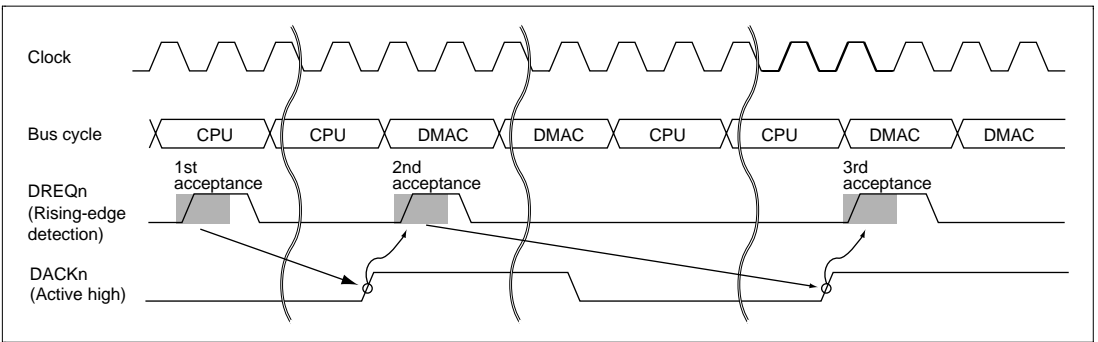 Clock
Bus cycle
CPU CPU DMAC DMAC CPU CPU DMAC DMAC
1st
acceptance
2nd
acceptance
3rd
acceptance
DREQn
(Rising-edge
detection)
DACKn
(Active high)